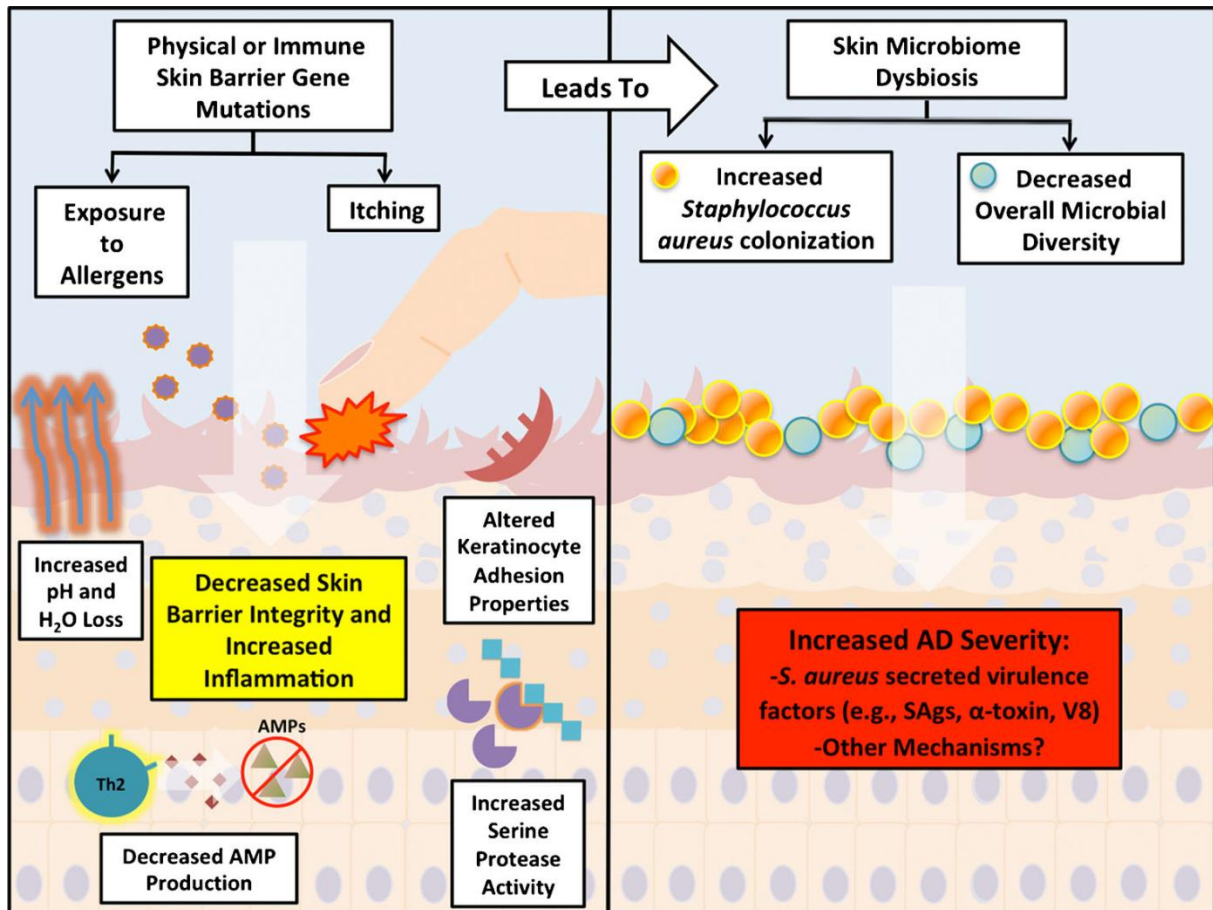 Physical or Immune
Skin Barrier Gene
Mutations
Exposure
to
Allergens
Itching
Leads To
Increased
pH and
H₂O Loss
Decreased Skin
Barrier Integrity and
Increased
Inflammation
Altered
Keratinocyte
Adhesion
Properties
AMPs
Th2
Decreased AMP
Production
Increased
Serine
Protease
Activity
Skin Microbiome
Dysbiosis
Increased
Staphylococcus
aureus colonization
Decreased
Overall Microbial
Diversity
Increased AD Severity:
-S. aureus secreted virulence
factors (e.g., SAgs, α-toxin, V8)
-Other Mechanisms?